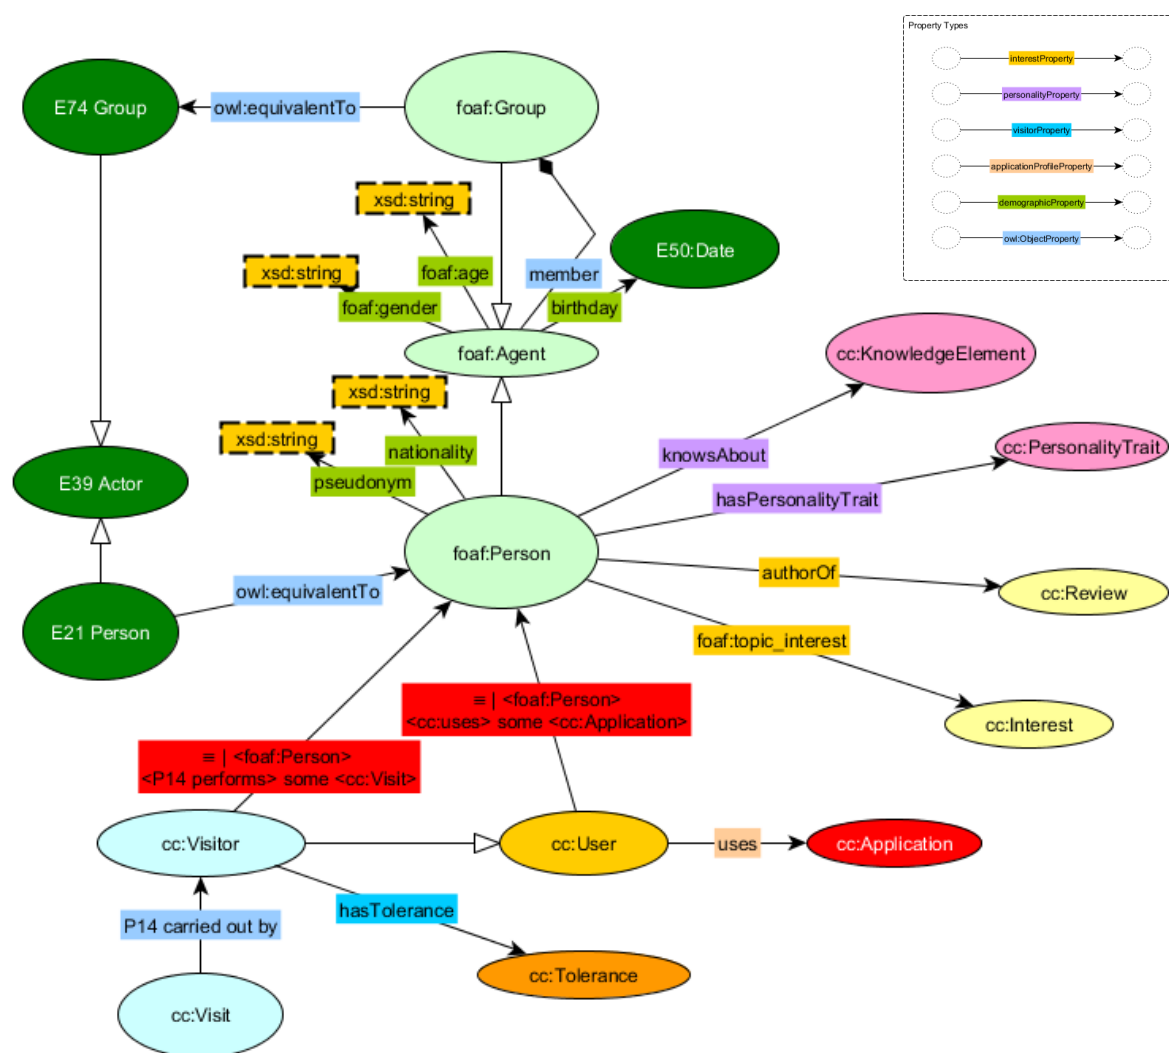 Property Types
interestProperty
personalityProperty
visitorProperty
applicationProfileProperty
demographicProperty
owl:ObjectProperty
E74 Group
owl:equivalentTo
foaf:Group
xsd:string
E50:Date
xsd:string
foaf:age
member
foaf:gender
birthday
foaf:Agent
cc:KnowledgeElement
xsd:string
xsd:string
nationality
knowsAbout
cc:PersonalityTrait
E39 Actor
pseudonym
hasPersonalityTrait
foaf:Person
authorOf
owl:equivalentTo
cc:Review
E21 Person
foaf:topic_interest
≡ | <foaf:Person>
<cc:uses> some <cc:Application>
cc:Interest
≡ | <foaf:Person>
<P14 performs> some <cc:Visit>
cc:Visitor
cc:User
uses
cc:Application
hasTolerance
P14 carried out by
cc:Tolerance
cc:Visit